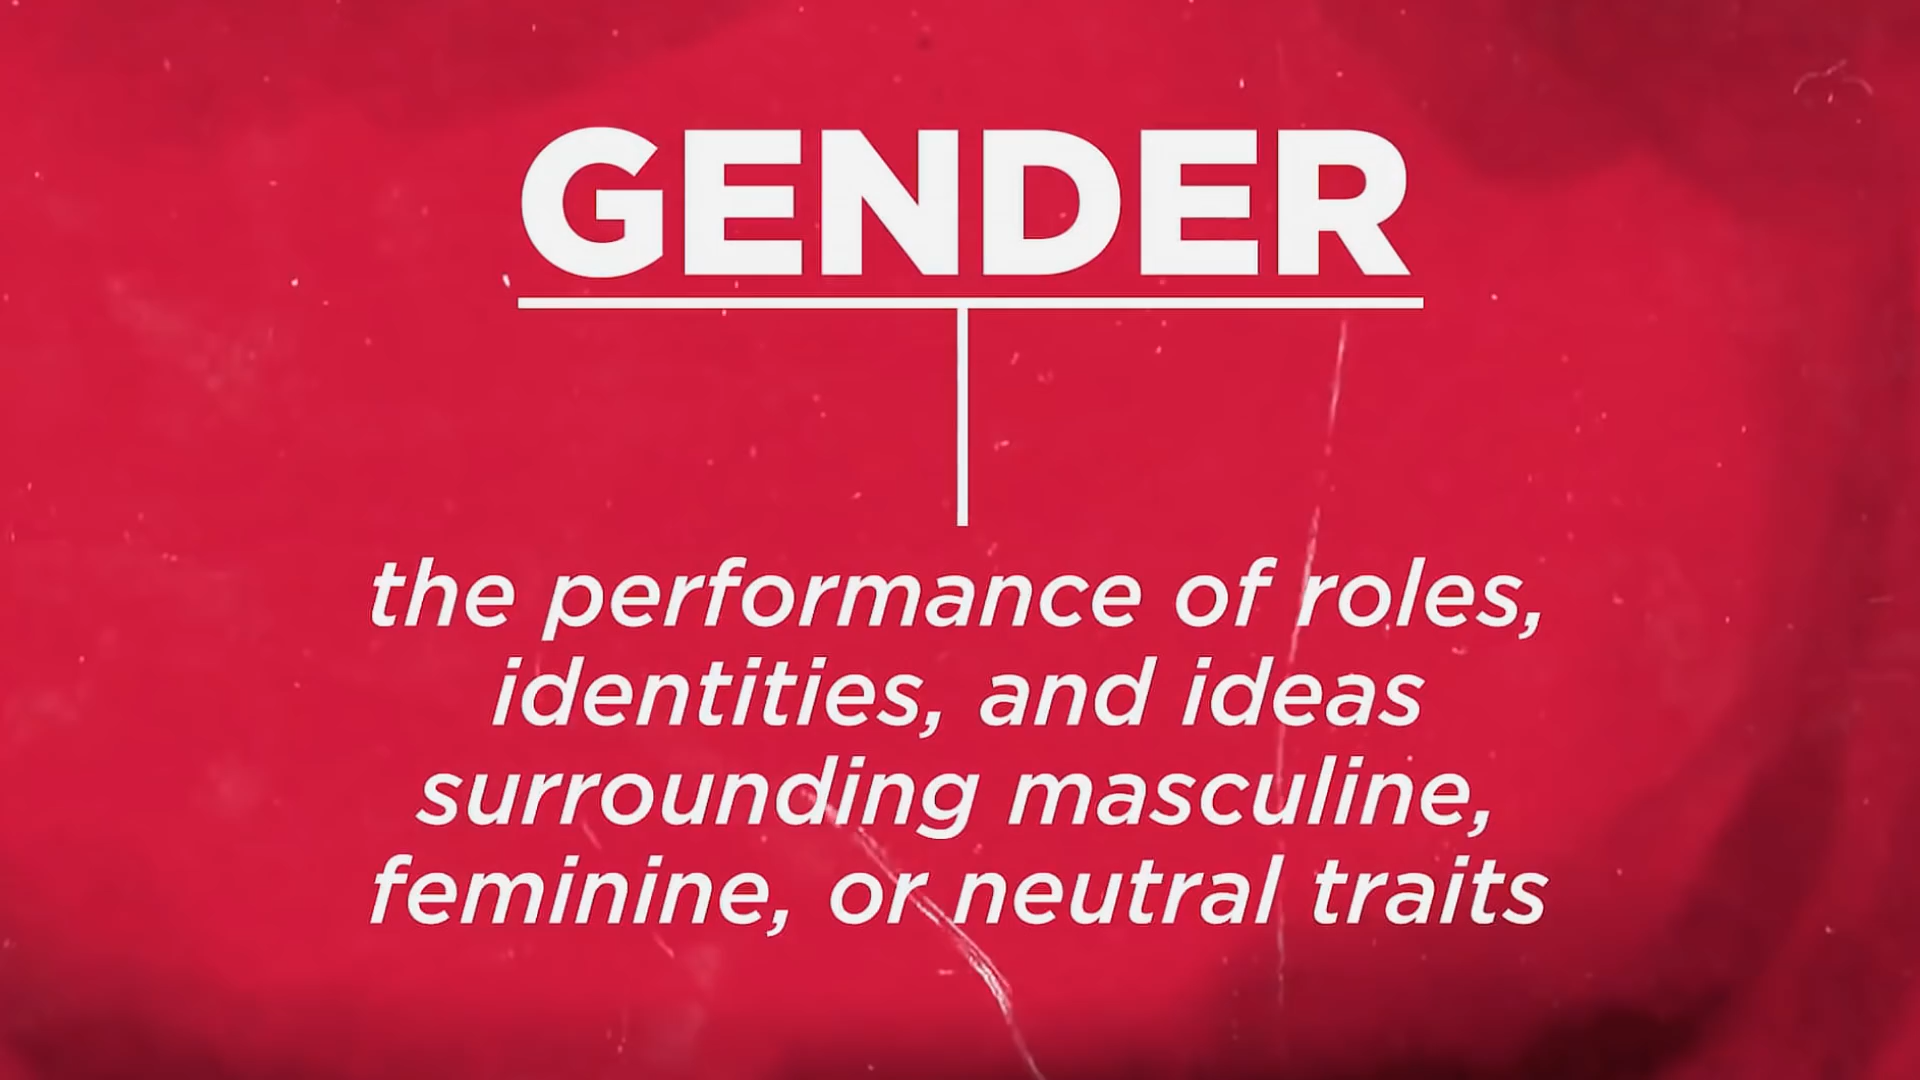 GENDER
the performance of roles,
identities, and ideas
surrounding masculine,
feminine, or neutral traits